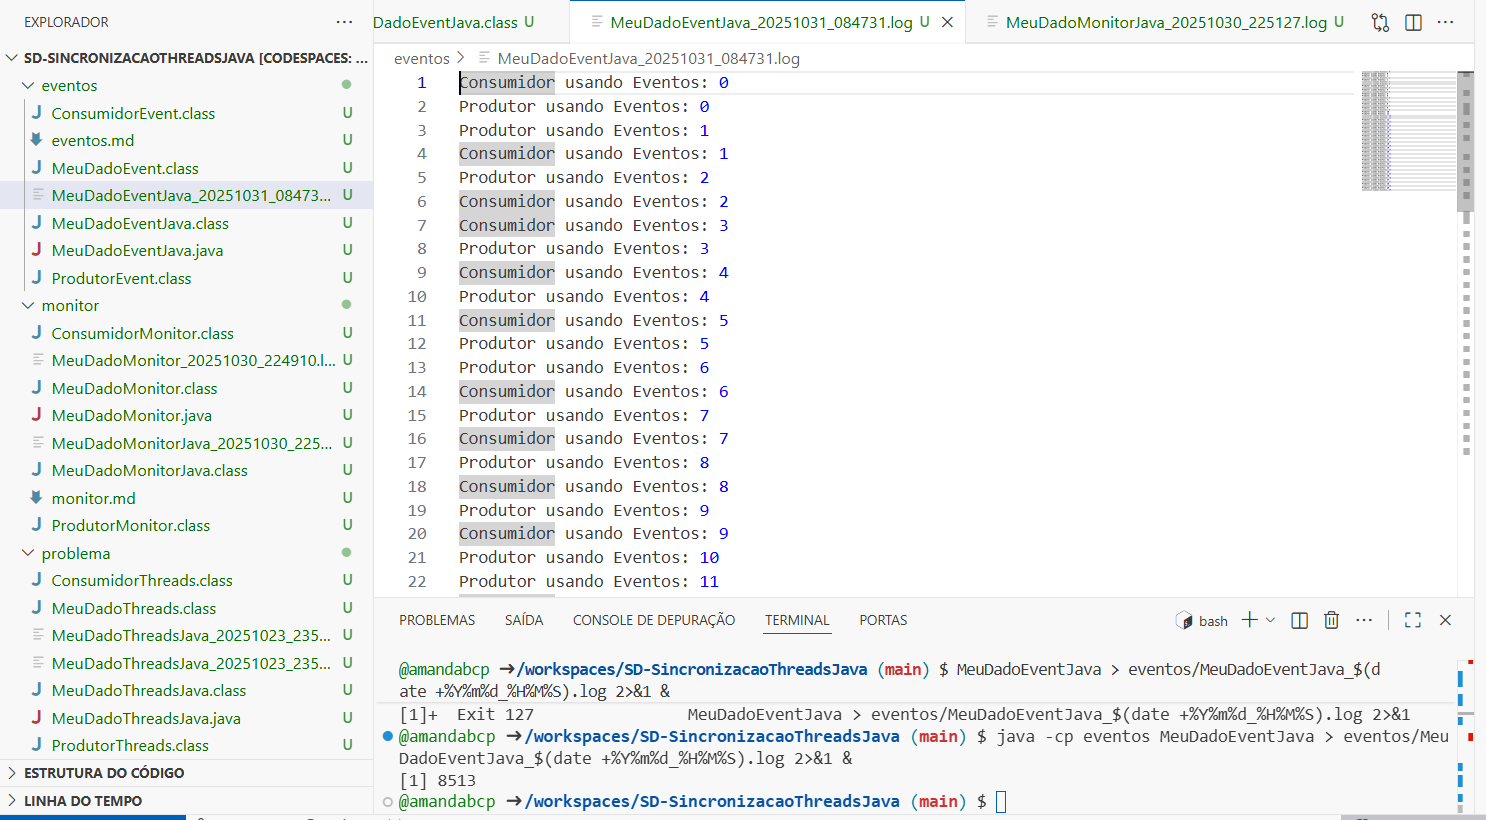 EXPLORADOR
SD-SINCRONIZACAOTHREADSJAVA [CODESPACES: ...
eventos
ConsumidorEvent.class U
eventos.md U
MeuDadoEvent.class U
MeuDadoEventJava_20251031_08473... U
MeuDadoEventJava.class U
MeuDadoEventJava.java U
ProdutorEvent.class U
monitor
ConsumidorMonitor.class U
MeuDadoMonitor_20251030_224910.l... U
MeuDadoMonitor.class U
MeuDadoMonitor.java U
MeuDadoMonitorJava_20251030_225... U
MeuDadoMonitorJava.class U
monitor.md U
ProdutorMonitor.class U
problema
ConsumidorThreads.class U
MeuDadoThreads.class U
MeuDadoThreadsJava_20251023_235... U
MeuDadoThreadsJava_20251023_235... U
MeuDadoThreadsJava.class U
MeuDadoThreadsJava.java U
ProdutorThreads.class U
ESTRUTURA DO CÓDIGO
LINHA DO TEMPO
DadoEventJava.class U
MeuDadoEventJava_20251031_084731.log U
MeuDadoMonitorJava_20251030_225127.log U
eventos > MeuDadoEventJava_20251031_084731.log
1 Consumidor usando Eventos: 0
2 Produtor usando Eventos: 0
3 Produtor usando Eventos: 1
4 Consumidor usando Eventos: 1
5 Produtor usando Eventos: 2
6 Consumidor usando Eventos: 2
7 Consumidor usando Eventos: 3
8 Produtor usando Eventos: 3
9 Consumidor usando Eventos: 4
10 Produtor usando Eventos: 4
11 Consumidor usando Eventos: 5
12 Produtor usando Eventos: 5
13 Produtor usando Eventos: 6
14 Consumidor usando Eventos: 6
15 Produtor usando Eventos: 7
16 Consumidor usando Eventos: 7
17 Produtor usando Eventos: 8
18 Consumidor usando Eventos: 8
19 Produtor usando Eventos: 9
20 Consumidor usando Eventos: 9
21 Produtor usando Eventos: 10
22 Produtor usando Eventos: 11
PROBLEMAS SAÍDA CONSOLE DE DEPURAÇÃO TERMINAL PORTAS
bash
@amandabcp ➜/workspaces/SD-SincronizacaoThreadsJava (main) $ MeuDadoEventJava > eventos/MeuDadoEventJava_$(d
ate +%Y%m%d_%H%M%S).log 2>&1 &
[1]+ Exit 127 MeuDadoEventJava > eventos/MeuDadoEventJava_$(date +%Y%m%d_%H%M%S).log 2>&1
@amandabcp ➜/workspaces/SD-SincronizacaoThreadsJava (main) $ java -cp eventos MeuDadoEventJava > eventos/Meu
DadoEventJava_$(date +%Y%m%d_%H%M%S).log 2>&1 &
[1] 8513
@amandabcp ➜/workspaces/SD-SincronizacaoThreadsJava (main) $